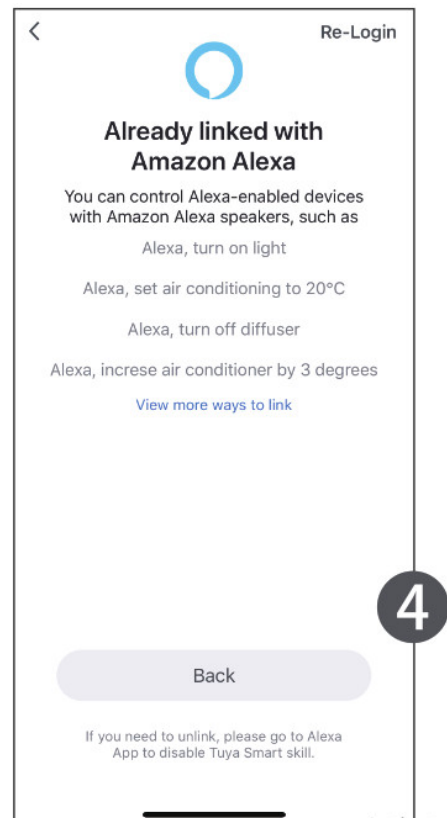 Re-Login
Already linked with
Amazon Alexa
You can control Alexa-enabled devices
with Amazon Alexa speakers, such as
Alexa, turn on light
Alexa, set air conditioning to 20°C
Alexa, turn off diffuser
Alexa, increse air conditioner by 3 degrees
View more ways to link
4
Back
If you need to unlink, please go to Alexa
App to disable Tuya Smart skill.